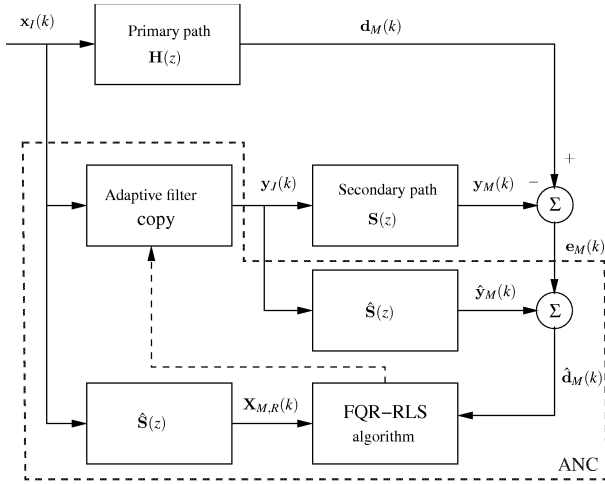 𝐱_I(k)
𝐝_M(k)
Primary path
𝐇(z)
+
Adaptive filter
copy
𝐲_J(k)
Secondary path
𝐒(z)
𝐲_M(k)
−
Σ
𝐞_M(k)
Ŝ(z)
ŷ_M(k)
Σ
d̂_M(k)
Ŝ(z)
𝐗_{M,R}(k)
FQR−RLS
algorithm
ANC